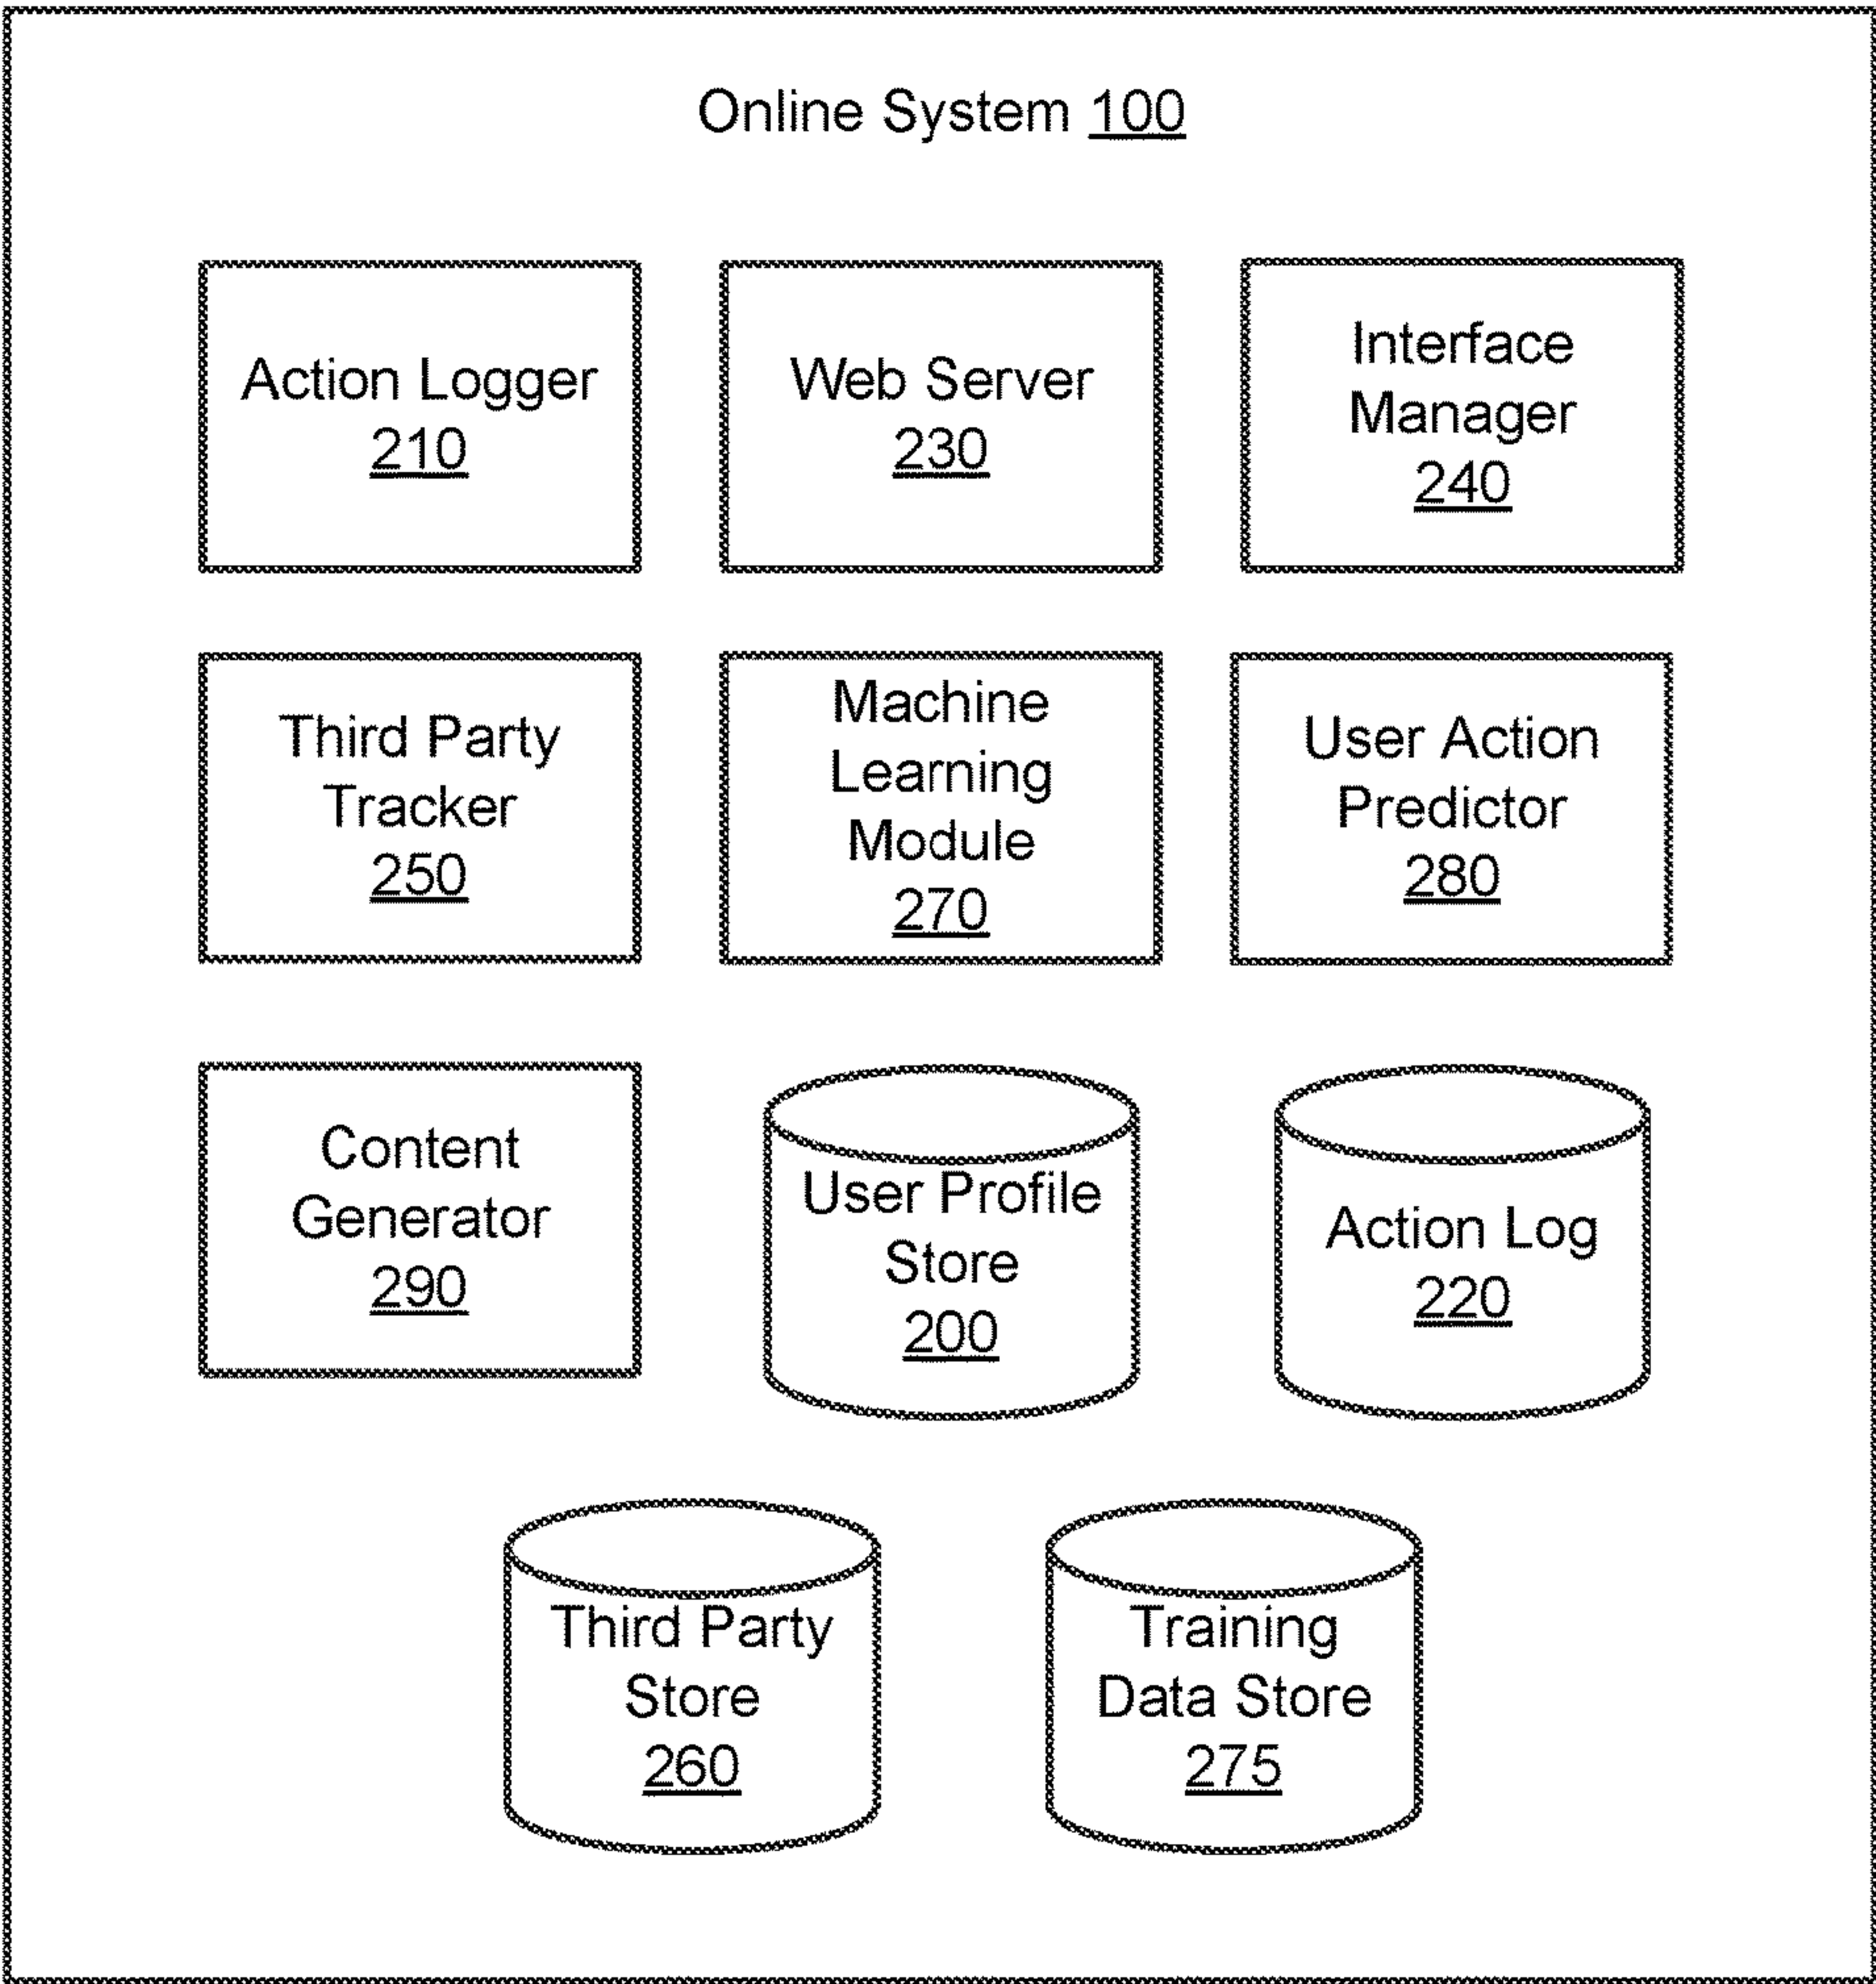 Online System 100
Action Logger
210
Web Server
230
Interface
Manager
240
Third Party
Tracker
250
Machine
Learning
Module
270
User Action
Predictor
280
Content
Generator
290
User Profile
Store
200
Action Log
220
Third Party
Store
260
Training
Data Store
275